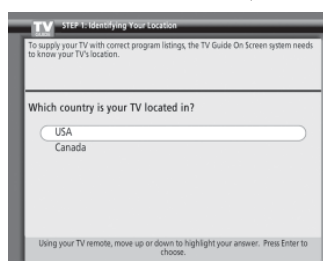 TV STEP 1: Identifying Your Location
To supply your TV with correct program listings, the TV Guide On Screen system needs
to know your TV's location.
Which country is your TV located in?
USA
Canada
Using your TV remote, move up or down to highlight your answer. Press Enter to
choose.